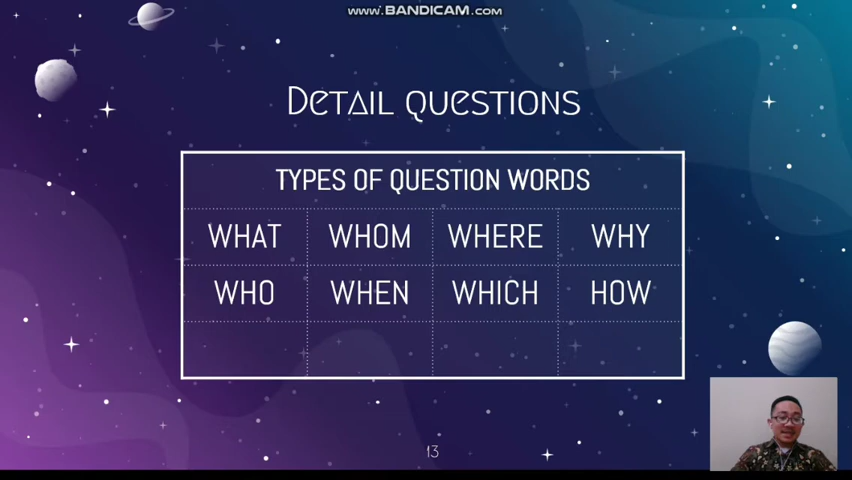 www.BANDICAM.com
DETAIL QUESTIONS
TYPES OF QUESTION WORDS
WHAT WHOM WHERE WHY
WHO WHEN WHICH HOW
13